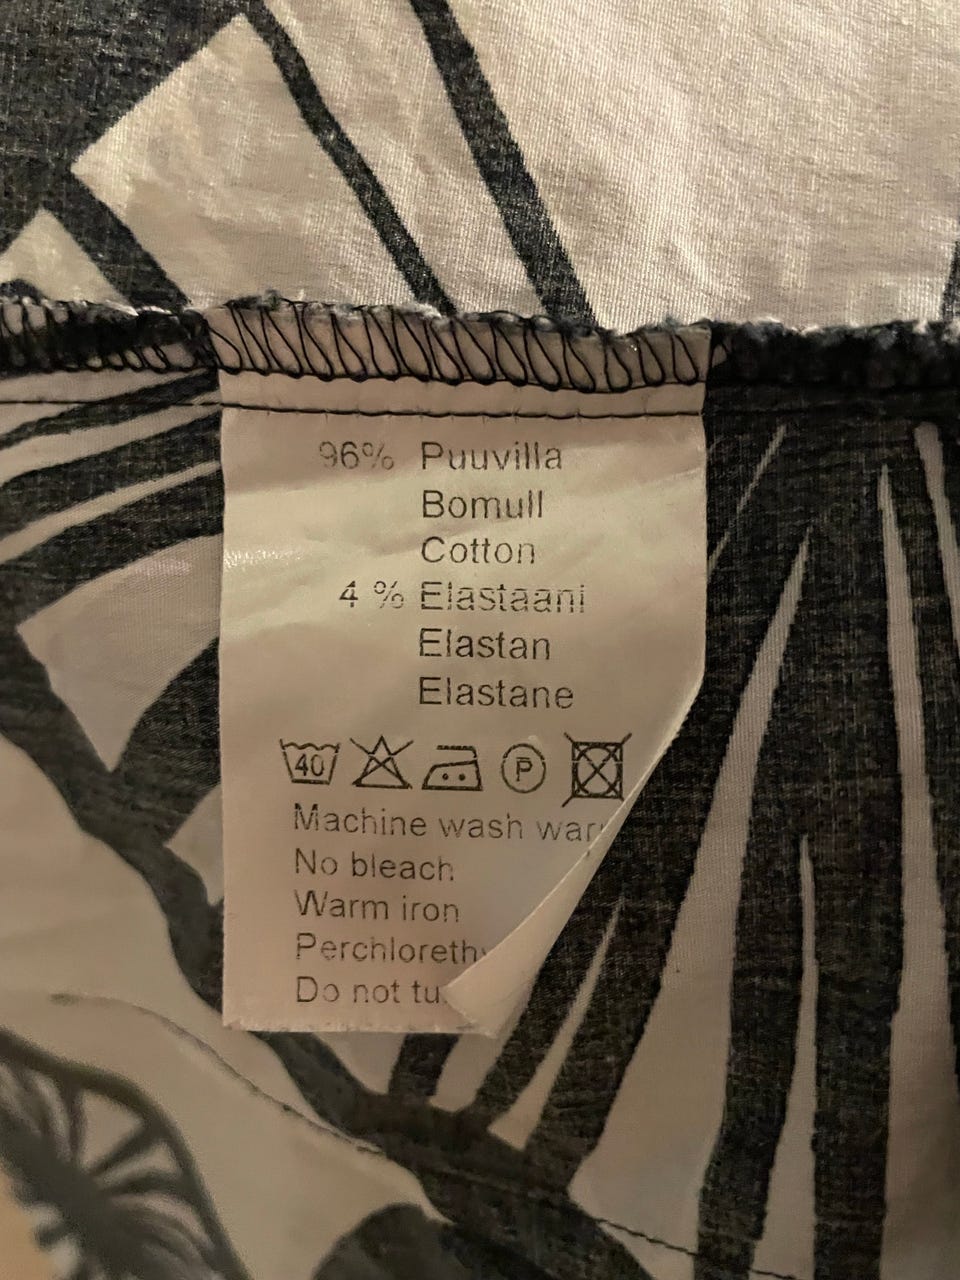 96% Puuvilla
Bomull
Cotton
4 % Elastaani
Elastan
Elastane
40 P
Machine wash
No bleach
Warm iron
Do not